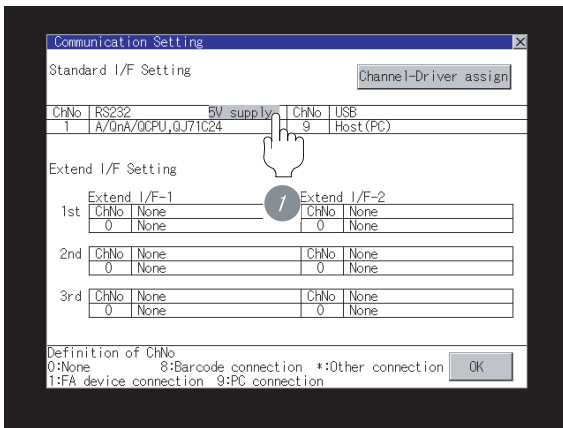 Communication Setting ×
Standard I/F Setting
Channel-Driver assign
ChNo RS232 5V supply ChNo USB
1 A/QnA/QCPU,QJ71C24 9 Host(PC)
Extend I/F Setting
1
Extend I/F-1 Extend I/F-2
1st ChNo None ChNo None
0 None 0 None
2nd ChNo None ChNo None
0 None 0 None
3rd ChNo None ChNo None
0 None 0 None
Definition of ChNo
0:None 8:Barcode connection *:Other connection OK
1:FA device connection 9:PC connection